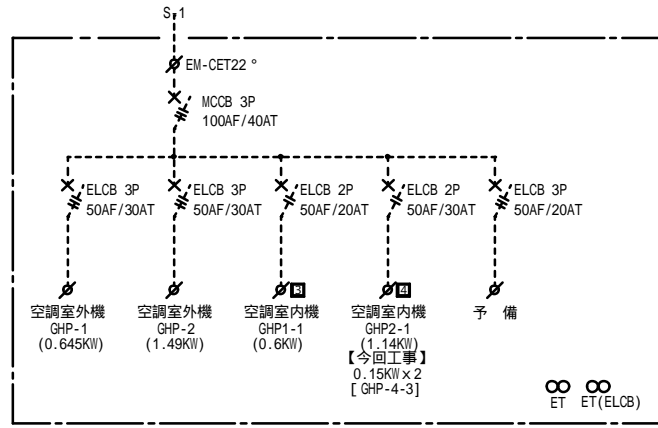 S-1
EM-CET22 °
MCCB 3P
100AF/40AT
ELCB 3P
50AF/30AT
ELCB 3P
50AF/30AT
ELCB 2P
50AF/20AT
ELCB 2P
50AF/30AT
ELCB 3P
50AF/20AT
空調室外機
GHP-1
(0.645KW)
空調室外機
GHP-2
(1.49KW)
3
空調室内機
GHP1-1
(0.6KW)
4
空調室内機
GHP2-1
(1.14KW)
【今回工事】
0.15KW×2
[ GHP-4-3]
予 備
ET
ET(ELCB)